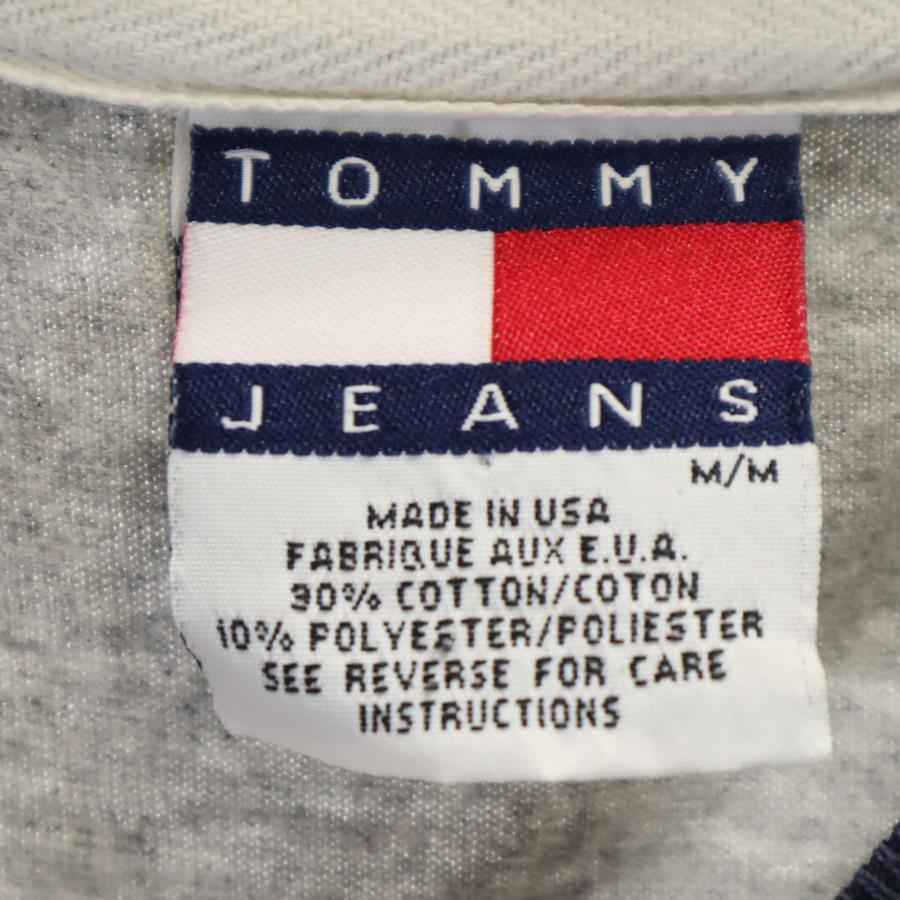 TOMMY
JEANS
M/M
MADE IN USA
FABRIQUE AUX E.U.A.
90% COTTON/COTON
10% POLYESTER/POLIESTER
SEE REVERSE FOR CARE
INSTRUCTIONS